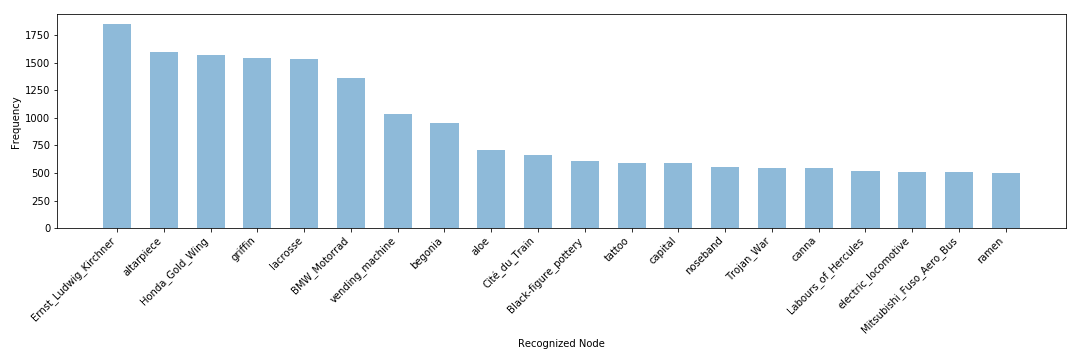 1750
1500
1250
1000
750
500
250
0
Frequency
Ernst_Ludwig_Kirchner
altarpiece
Honda_Gold_Wing
griffin
lacrosse
BMW_Motorrad
vending_machine
begonia
aloe
Cité_du_Train
Black-figure_pottery
tattoo
capital
noseband
Trojan_War
canna
Labours_of_Hercules
electric_locomotive
Mitsubishi_Fuso_Aero_Bus
ramen
Recognized Node